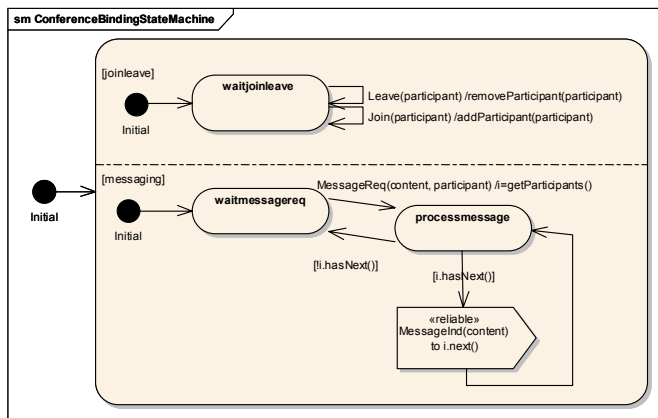 sm ConferenceBindingStateMachine
[joinleave]
waitjoinleave
Leave(participant) /removeParticipant(participant)
Join(participant) /addParticipant(participant)
Initial
[messaging]
waitmessagereq
MessageReq(content, participant) /i=getParticipants()
processmessage
Initial
Initial
[!i.hasNext()]
[i.hasNext()]
«reliable»
MessageInd(content)
to i.next()